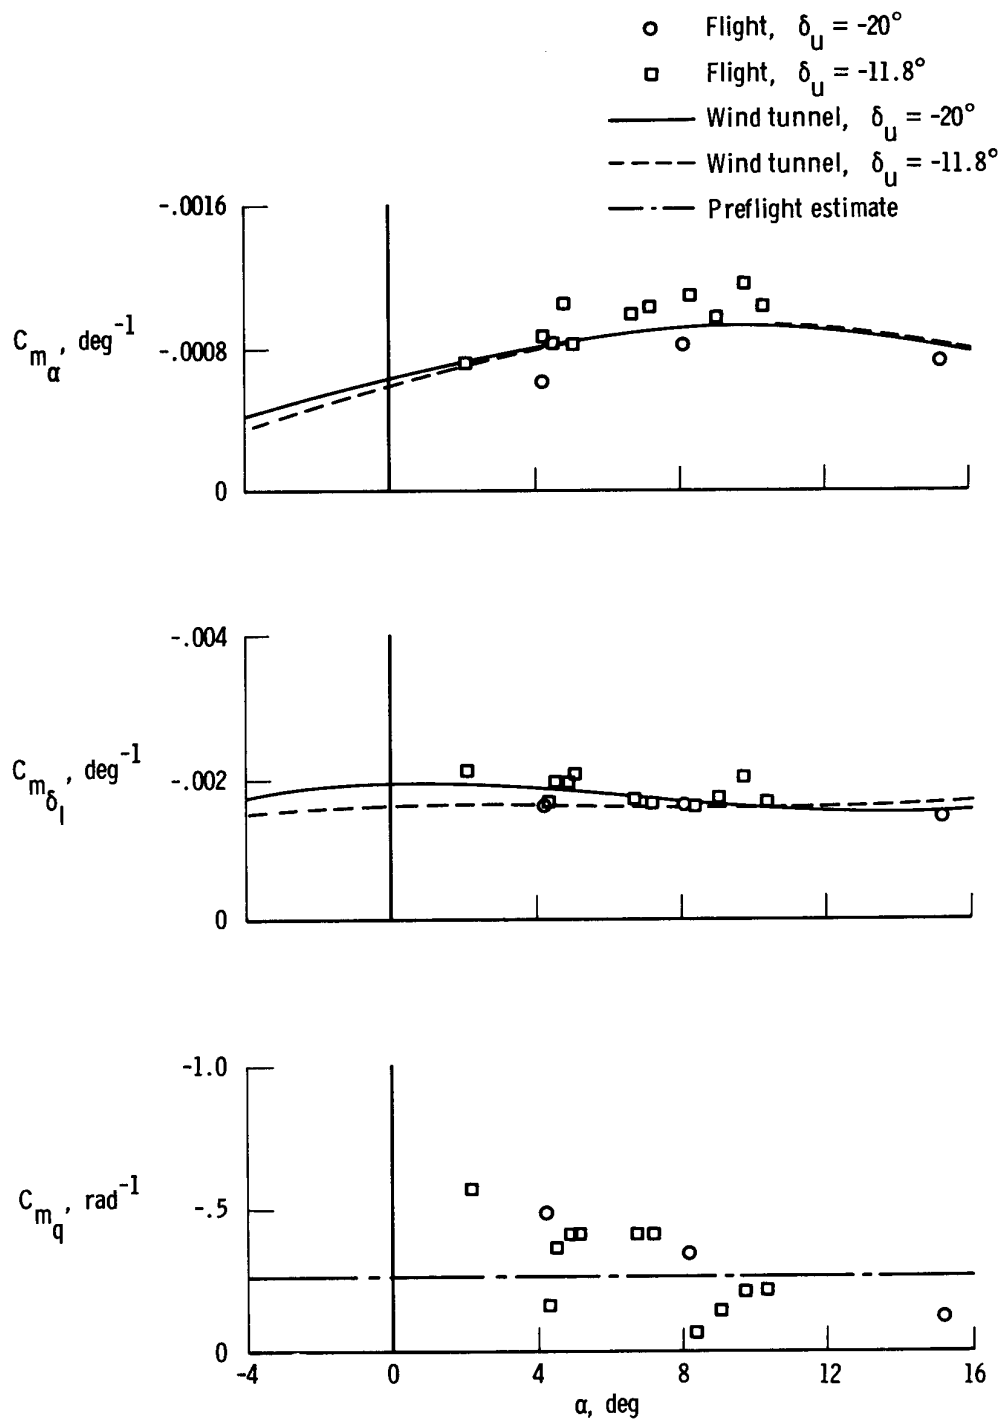 Flight, δu = -20°
Flight, δu = -11.8°
Wind tunnel, δu = -20°
Wind tunnel, δu = -11.8°
Preflight estimate
-.0016
Cmα, deg-1
-.0008
0
-.004
Cmδl, deg-1
-.002
0
-1.0
Cmq, rad-1
-.5
0
-4 0 4 8 12 16
α, deg